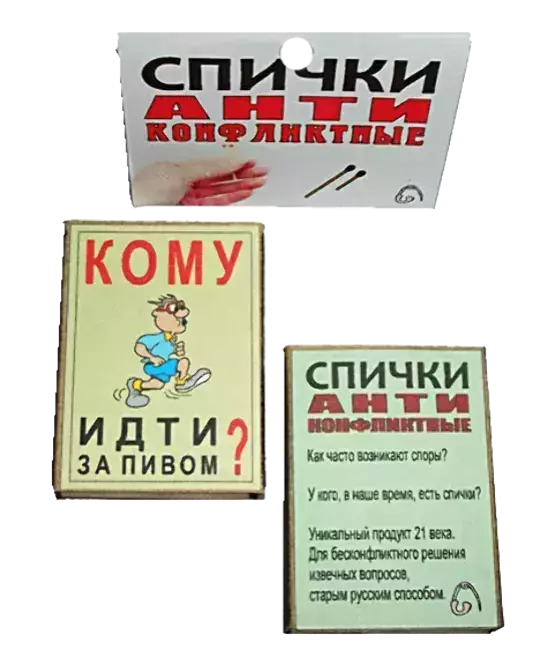 СПИЧКИ
АНТИ
КОНФЛИКТНЫЕ
КОМУ
ИДТИ
ЗА ПИВОМ?
СПИЧКИ
АНТИ
КОНФЛИКТНЫЕ
Как часто возникают споры?
У кого, в наше время, есть спички?
Уникальный продукт 21 века.
Для бесконфликтного решения
извечных вопросов,
старым русским способом.